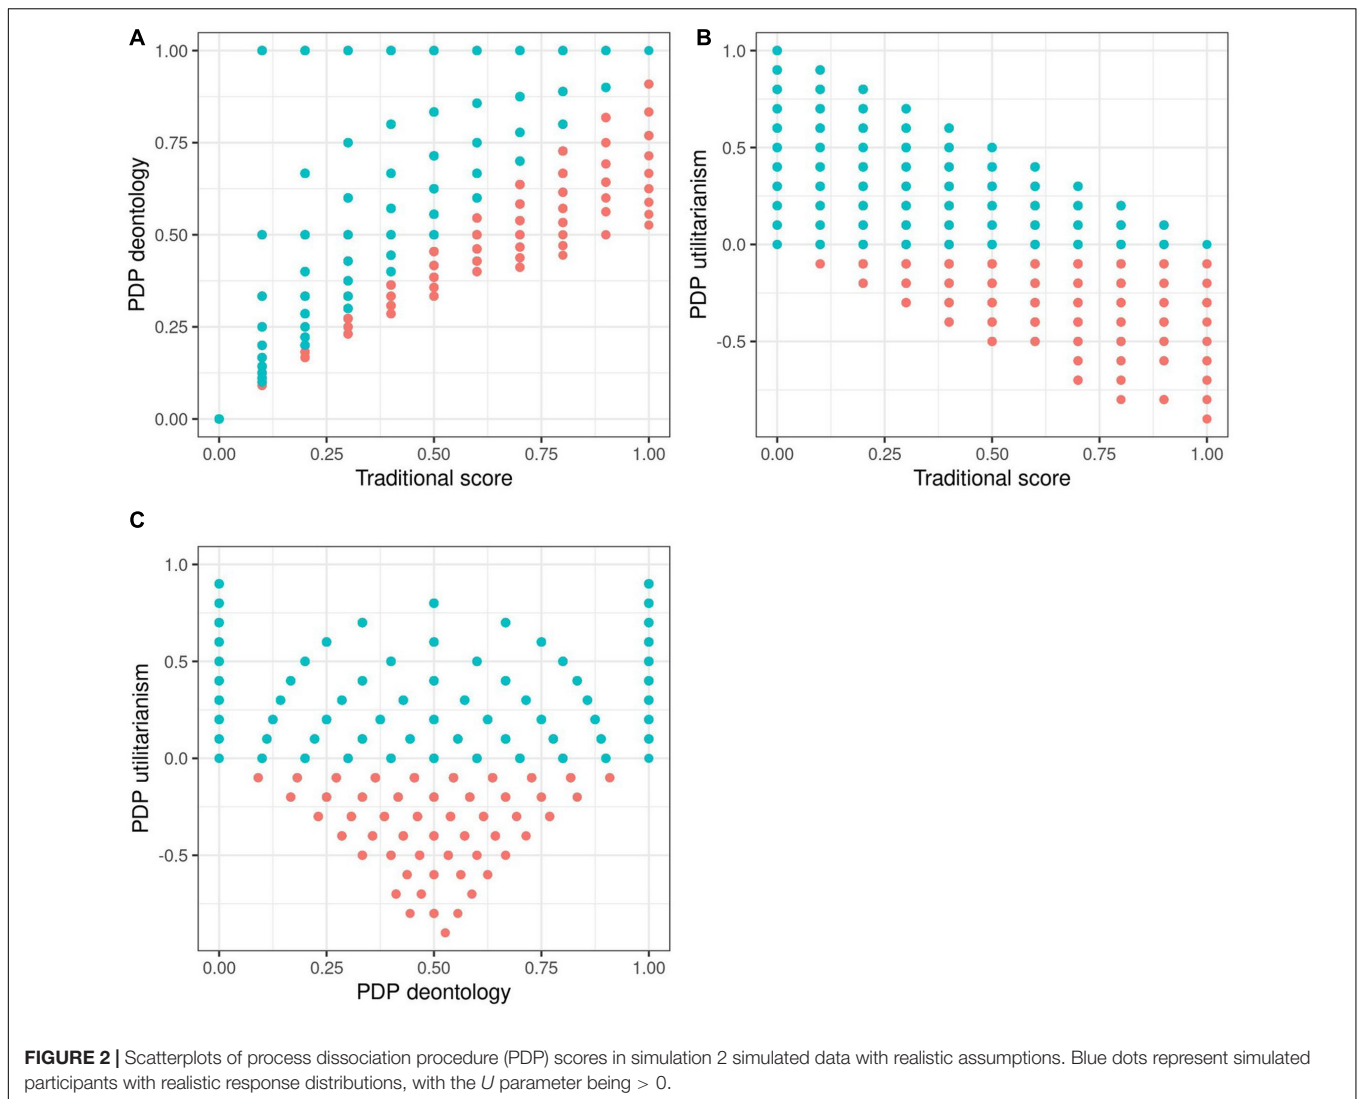 A
1.00
0.75
0.50
0.25
0.00
PDP deontology
0.00 0.25 0.50 0.75 1.00
Traditional score
B
1.0
0.5
0.0
-0.5
PDP utilitarianism
0.00 0.25 0.50 0.75 1.00
Traditional score
C
1.0
0.5
0.0
-0.5
PDP utilitarianism
0.00 0.25 0.50 0.75 1.00
PDP deontology
FIGURE 2 | Scatterplots of process dissociation procedure (PDP) scores in simulation 2 simulated data with realistic assumptions. Blue dots represent simulated
participants with realistic response distributions, with the U parameter being > 0.